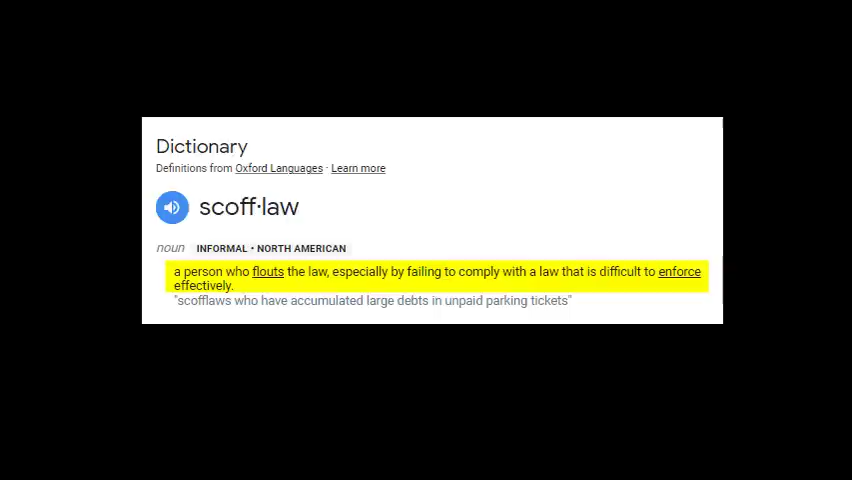 Dictionary
Definitions from Oxford Languages · Learn more
scoff·law
noun INFORMAL • NORTH AMERICAN
a person who flouts the law, especially by failing to comply with a law that is difficult to enforce
effectively.
"scofflaws who have accumulated large debts in unpaid parking tickets"